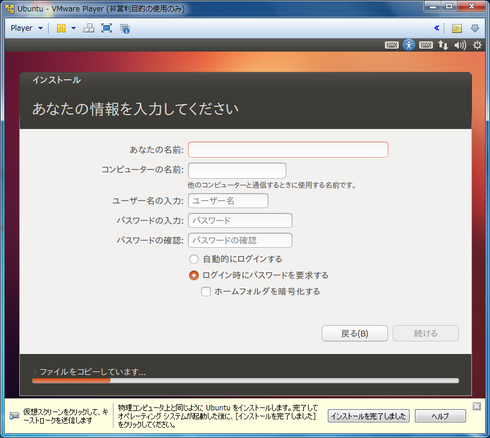 Ubuntu - VMware Player (非営利目的の使用のみ)
Player
インストール
あなたの情報を入力してください
あなたの名前:
コンピューターの名前:
他のコンピューターと通信するときに使用する名前です。
ユーザー名の入力: ユーザー名
パスワードの入力: パスワード
パスワードの確認: パスワードの確認
自動的にログインする
ログイン時にパスワードを要求する
ホームフォルダを暗号化する
戻る(B) 続ける
ファイルをコピーしています...
仮想スクリーンをクリックして、キーストロークを送信します
物理コンピュータ上と同じように Ubuntu をインストールします。完了して
オペレーティング システムが起動した後に、[インストールを完了しました]
をクリックしてください。
インストールを完了しました ヘルプ